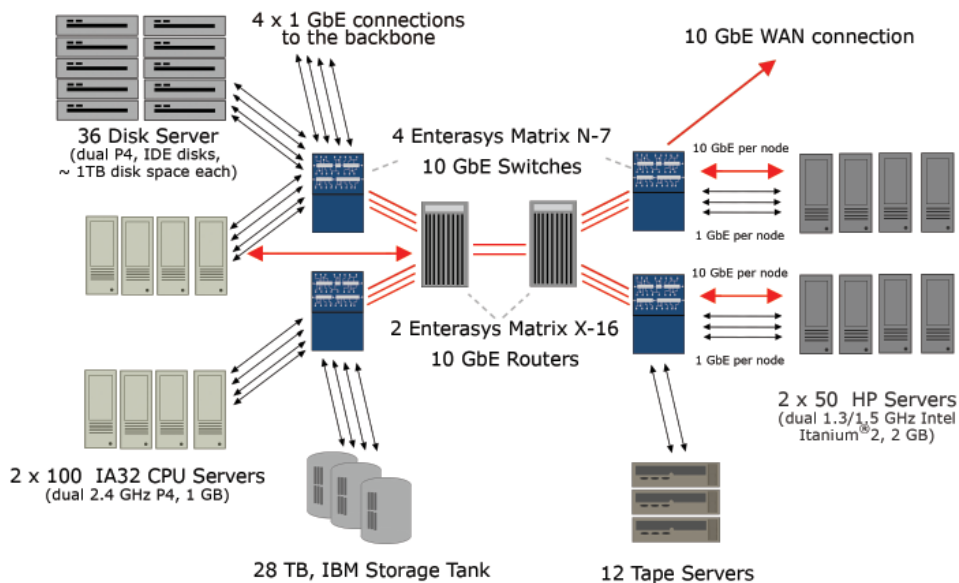 4 x 1 GbE connections
to the backbone
10 GbE WAN connection
36 Disk Server
(dual P4, IDE disks,
~ 1TB disk space each)
4 Enterasys Matrix N-7
10 GbE Switches
10 GbE per node
1 GbE per node
10 GbE per node
1 GbE per node
2 Enterasys Matrix X-16
10 GbE Routers
2 x 50 HP Servers
(dual 1.3/1.5 GHz Intel
Itanium®2, 2 GB)
2 x 100 IA32 CPU Servers
(dual 2.4 GHz P4, 1 GB)
28 TB, IBM Storage Tank
12 Tape Servers